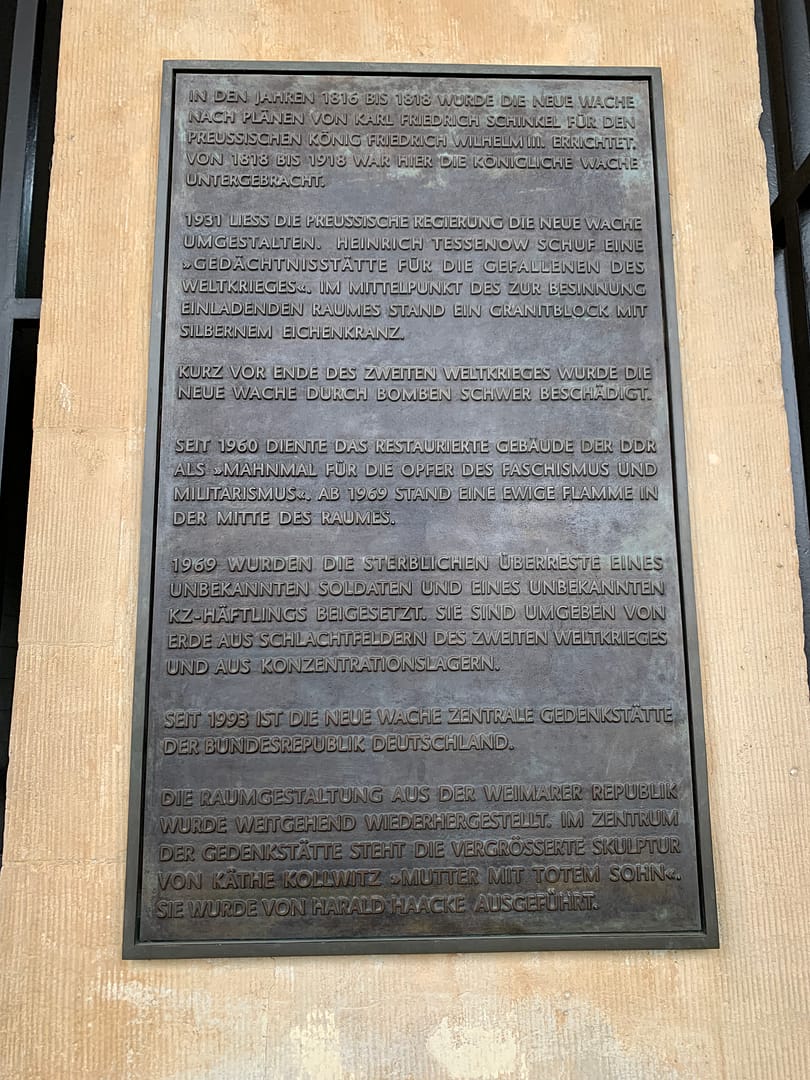 IN DEN JAHREN 1816 BIS 1818 WURDE DIE NEUE WACHE
NACH PLÄNEN VON KARL FRIEDRICH SCHINKEL FÜR DEN
PREUSSISCHEN KÖNIG FRIEDRICH WILHELM III. ERRICHTET.
VON 1818 BIS 1918 WAR HIER DIE KÖNIGLICHE WACHE
UNTERGEBRACHT.
1931 LIESS DIE PREUSSISCHE REGIERUNG DIE NEUE WACHE
UMGESTALTEN. HEINRICH TESSENOW SCHUF EINE
»GEDÄCHTNISSTÄTTE FÜR DIE GEFALLENEN DES
WELTKRIEGES«. IM MITTELPUNKT DES ZUR BESINNUNG
EINLADENDEN RAUMES STAND EIN GRANITBLOCK MIT
SILBERNEM EICHENKRANZ.
KURZ VOR ENDE DES ZWEITEN WELTKRIEGES WURDE DIE
NEUE WACHE DURCH BOMBEN SCHWER BESCHÄDIGT.
SEIT 1960 DIENTE DAS RESTAURIERTE GEBÄUDE DER DDR
ALS »MAHNMAL FÜR DIE OPFER DES FASCHISMUS UND
MILITARISMUS«. AB 1969 STAND EINE EWIGE FLAMME IN
DER MITTE DES RAUMES.
1969 WURDEN DIE STERBLICHEN ÜBERRESTE EINES
UNBEKANNTEN SOLDATEN UND EINES UNBEKANNTEN
KZ-HÄFTLINGS BEIGESETZT. SIE SIND UMGEBEN VON
ERDE AUS SCHLACHTFELDERN DES ZWEITEN WELTKRIEGES
UND AUS KONZENTRATIONSLAGERN.
SEIT 1993 IST DIE NEUE WACHE ZENTRALE GEDENKSTÄTTE
DER BUNDESREPUBLIK DEUTSCHLAND.
DIE RAUMGESTALTUNG AUS DER WEIMARER REPUBLIK
WURDE WEITGEHEND WIEDERHERGESTELLT. IM ZENTRUM
DER GEDENKSTÄTTE STEHT DIE VERGRÖSSERTE SKULPTUR
VON KÄTHE KOLLWITZ »MUTTER MIT TOTEM SOHN«.
SIE WURDE VON HARALD HAACKE AUSGEFÜHRT.